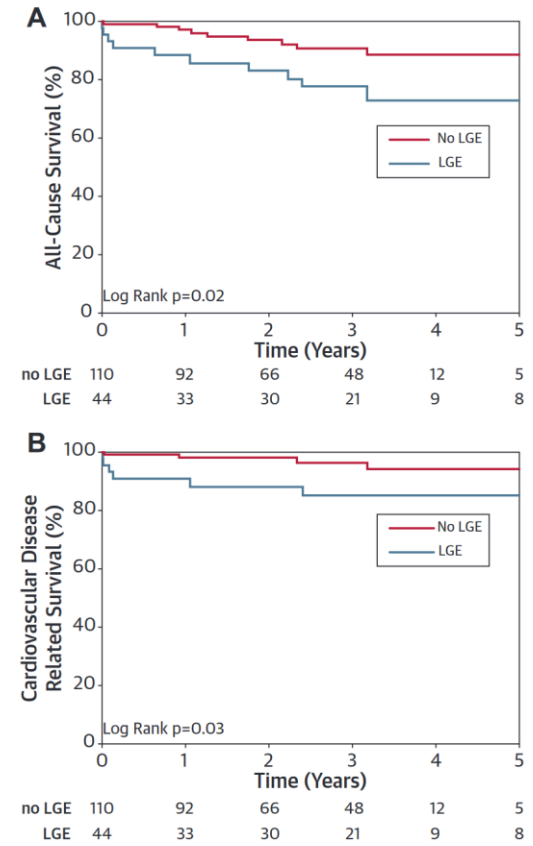 A
All-Cause Survival (%)
100
80
60
40
20
0
No LGE
LGE
Log Rank p=0.02
0 1 2 3 4 5
Time (Years)
no LGE 110 92 66 48 12 5
LGE 44 33 30 21 9 8
B
Cardiovascular Disease
Related Survival (%)
100
80
60
40
20
0
No LGE
LGE
Log Rank p=0.03
0 1 2 3 4 5
Time (Years)
no LGE 110 92 66 48 12 5
LGE 44 33 30 21 9 8